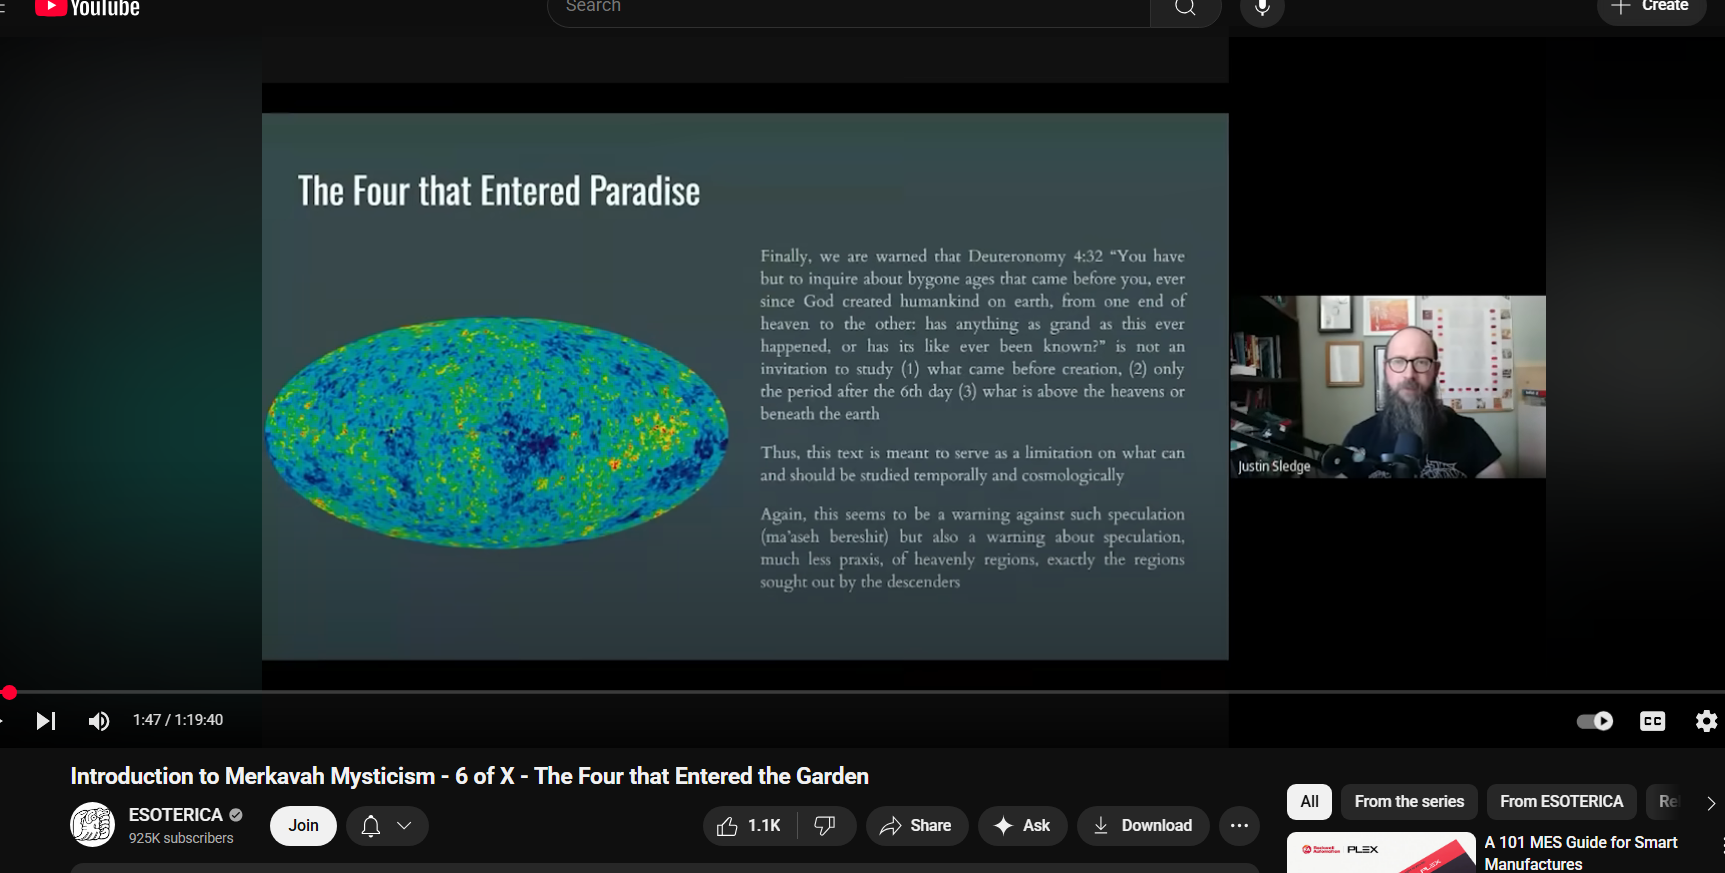 YouTube
Search
Create
The Four that Entered Paradise
Finally, we are warned that Deuteronomy 4:32 “You have
but to inquire about bygone ages that came before you, ever
since God created humankind on earth, from one end of
heaven to the other: has anything as grand as this ever
happened, or has its like ever been known?” is not an
invitation to study (1) what came before creation, (2) only
the period after the 6th day (3) what is above the heavens or
beneath the earth
Thus, this text is meant to serve as a limitation on what can
and should be studied temporally and cosmologically
Again, this seems to be a warning against such speculation
(ma’aseh bereshit) but also a warning about speculation,
much less praxis, of heavenly regions, exactly the regions
sought out by the descenders
Justin Sledge
1:47 / 1:19:40
CC
Introduction to Merkavah Mysticism - 6 of X - The Four that Entered the Garden
ESOTERICA
925K subscribers
Join
1.1K
Share
Ask
Download
All
From the series
From ESOTERICA
Re
Rockwell Automation
PLEX
PLEX
A 101 MES Guide for Smart
Manufactures